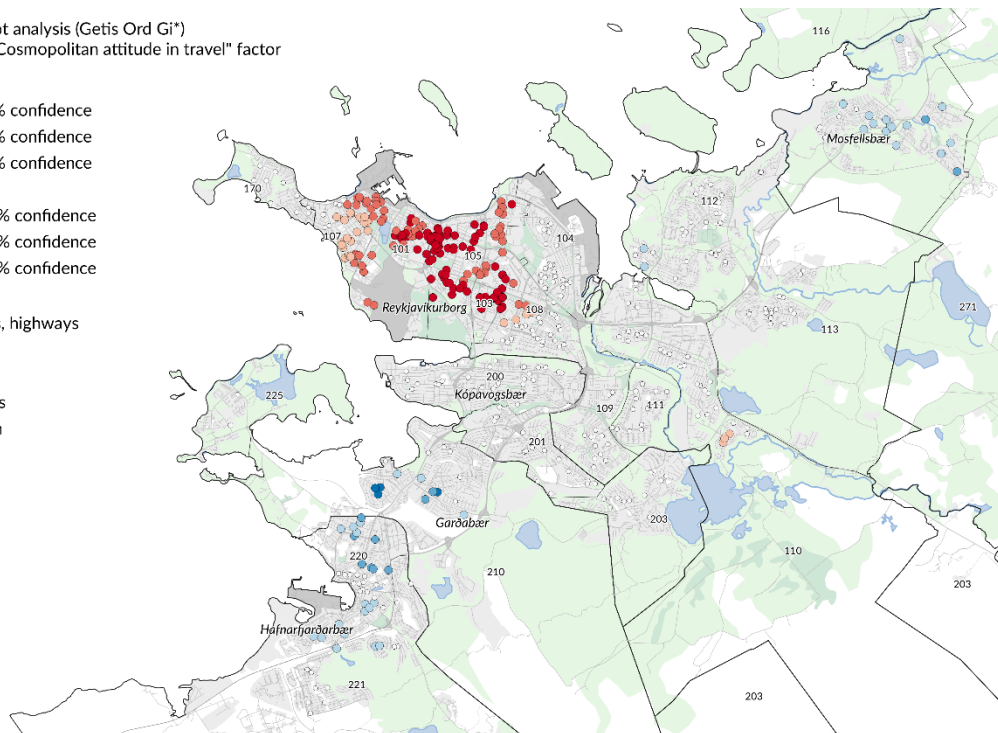 ot analysis (Getis Ord Gi*)
Cosmopolitan attitude in travel" factor
% confidence
% confidence
% confidence
% confidence
% confidence
% confidence
s, highways
s
116
Mosfellsbær
170
112
107
101
105
104
271
Reykjavíkurborg
103
108
113
225
200
Kópavogsbær
109
111
201
203
Garðabær
220
210
110
203
Hafnarfjarðarbær
221
203